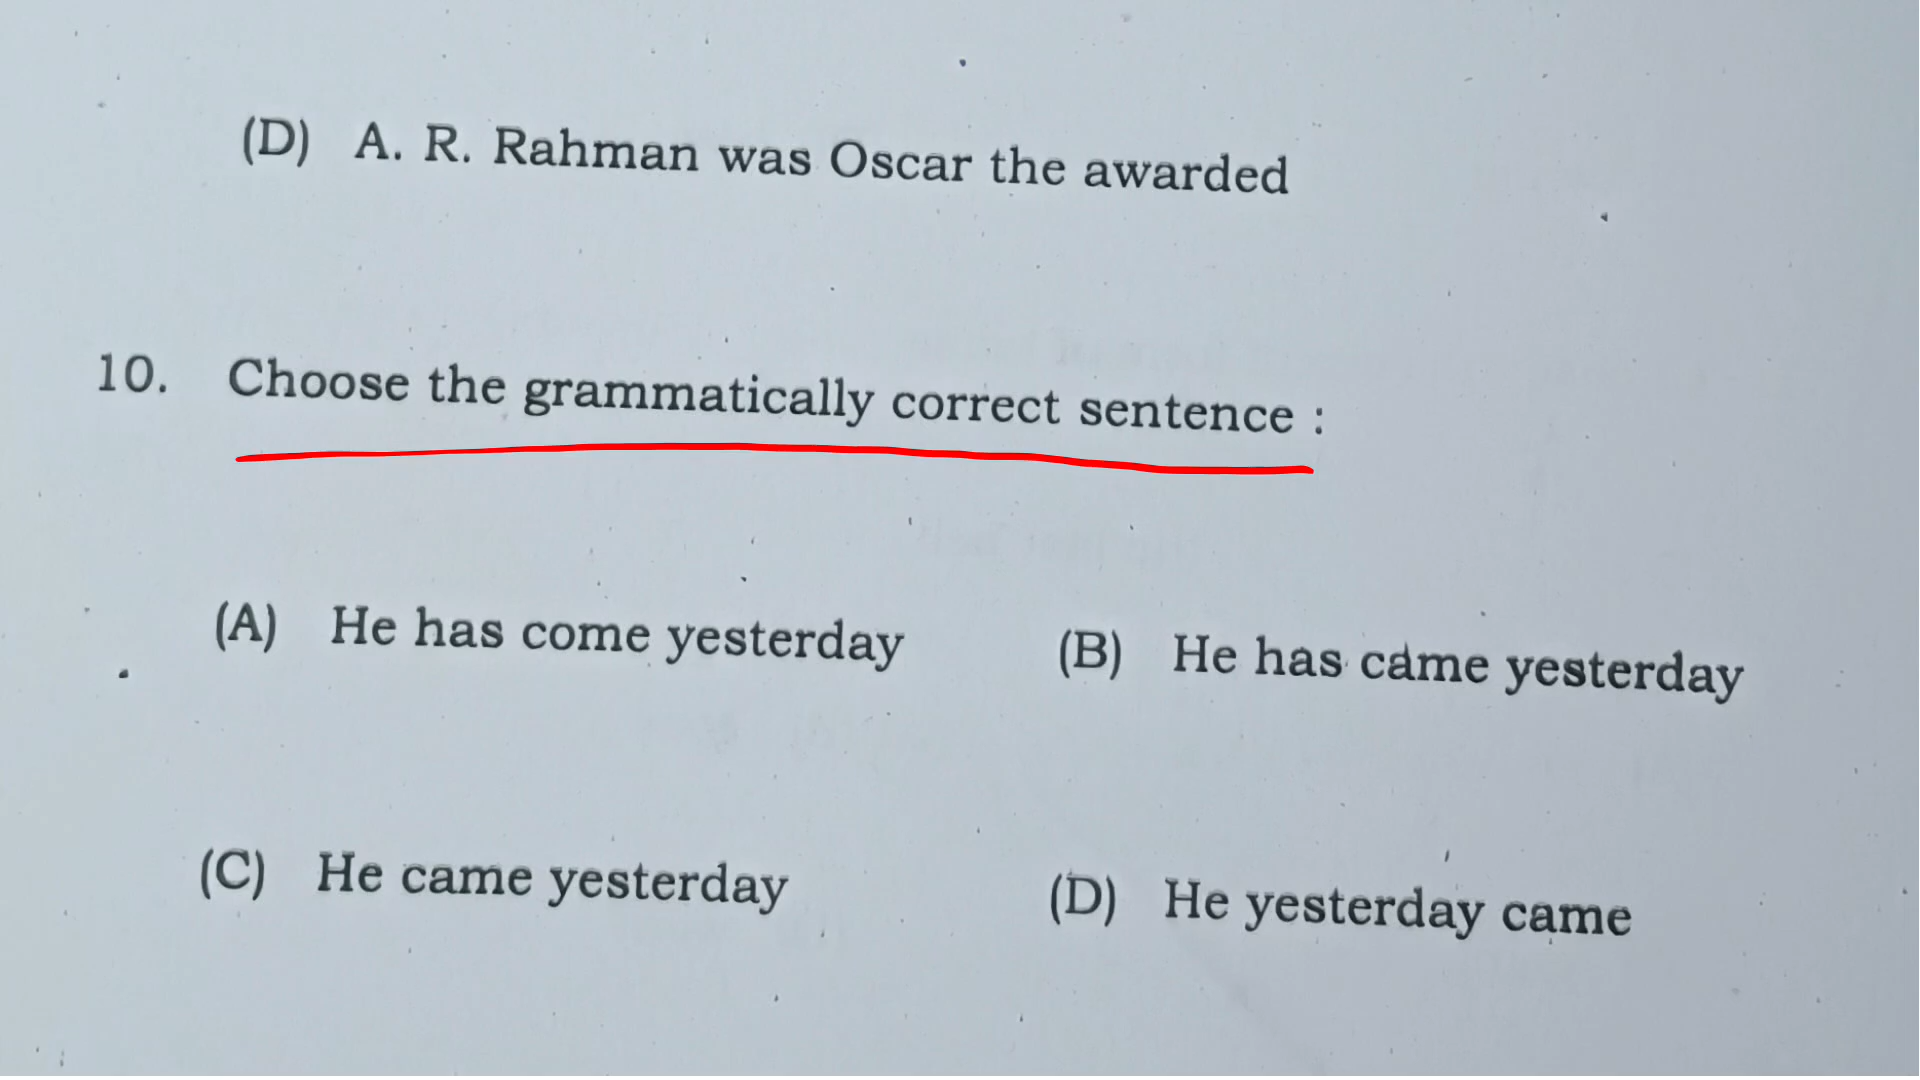 (D) A. R. Rahman was Oscar the awarded
10. Choose the grammatically correct sentence :
(A) He has come yesterday (B) He has came yesterday
(C) He came yesterday (D) He yesterday came